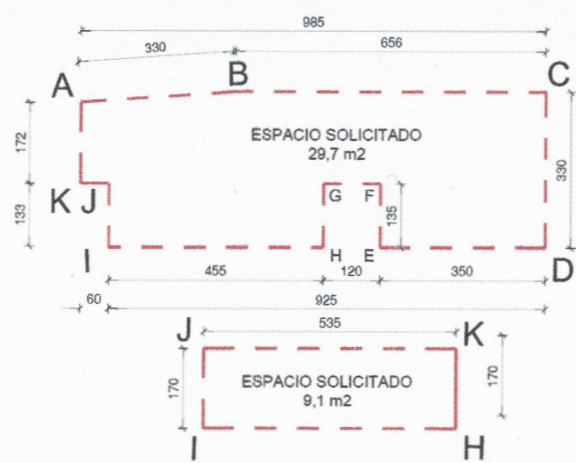 985
330 656
A B C
172
ESPACIO SOLICITADO
29,7 m2
330
K J G F
133 135
I H E D
455 120 350
60 925
J 535 K
170 170
ESPACIO SOLICITADO
9,1 m2
I H